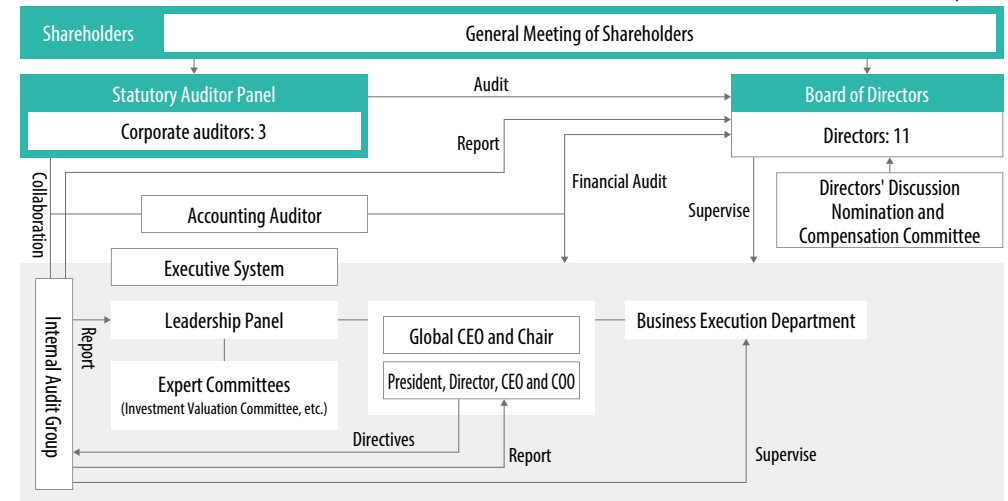 Shareholders
General Meeting of Shareholders
Statutory Auditor Panel
Corporate auditors: 3
Audit
Board of Directors
Directors: 11
Report
Collaboration
Financial Audit
Accounting Auditor
Supervise
Directors' Discussion
Nomination and
Compensation Committee
Executive System
Internal Audit Group
Report
Leadership Panel
Global CEO and Chair
Business Execution Department
President, Director, CEO and COO
Expert Committees
(Investment Valuation Committee, etc.)
Directives
Report
Supervise